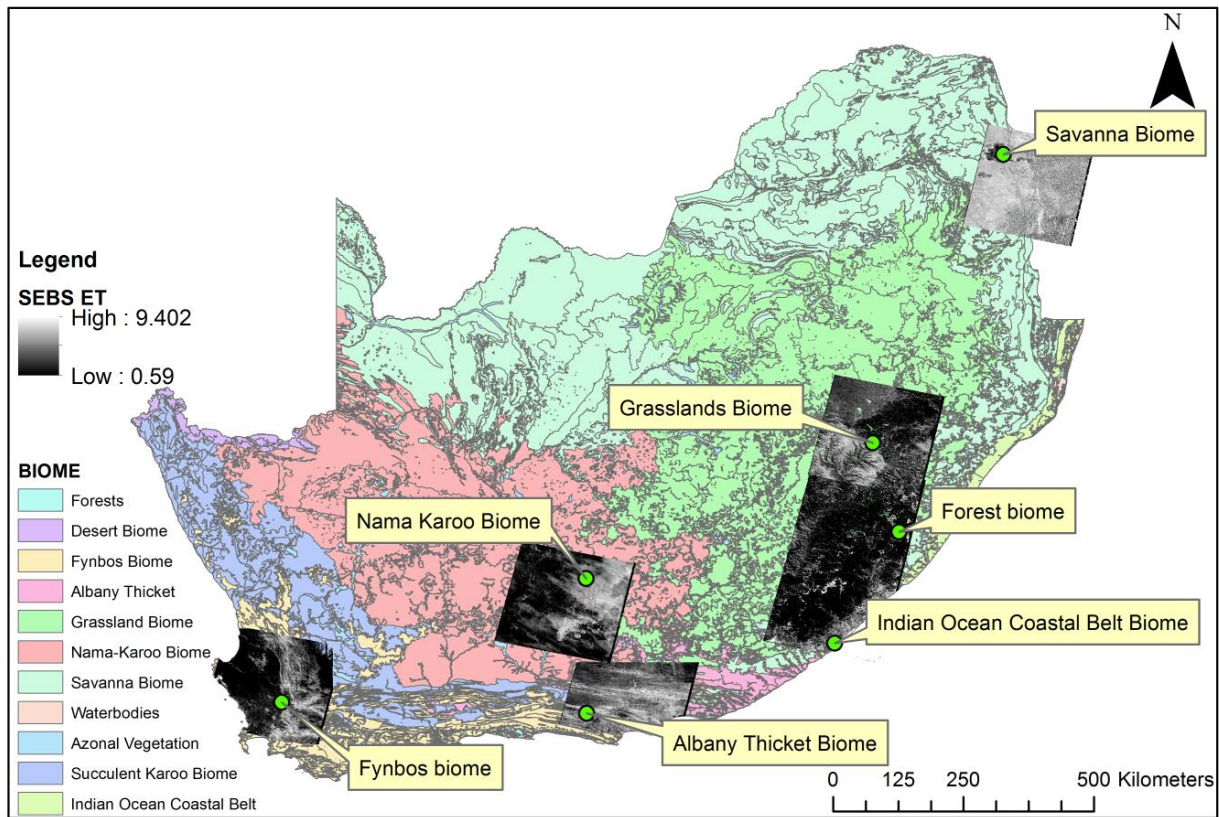 N
Savanna Biome
Legend
SEBS ET
High : 9.402
Low : 0.59
Grasslands Biome
Nama Karoo Biome
Forest biome
Indian Ocean Coastal Belt Biome
Albany Thicket Biome
Fynbos biome
BIOME
Forests
Desert Biome
Fynbos Biome
Albany Thicket
Grassland Biome
Nama-Karoo Biome
Savanna Biome
Waterbodies
Azonal Vegetation
Succulent Karoo Biome
Indian Ocean Coastal Belt
0 125 250 500 Kilometers